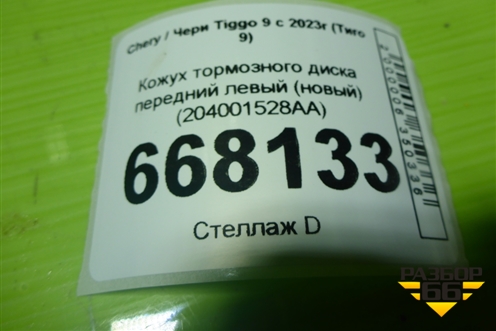 Chery / Чери Tiggo 9 с 2023г (Тиго
9)
Кожух тормозного диска
передний левый (новый)
(204001528AA)
668133
Стеллаж D
РАЗБОР
66